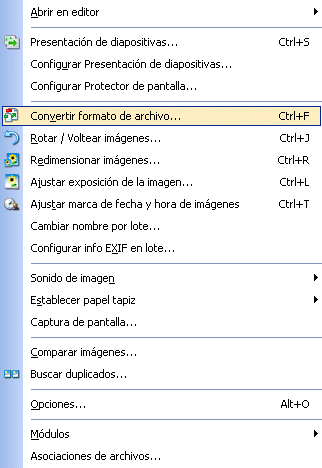 Abrir en editor
Presentación de diapositivas... Ctrl+S
Configurar Presentación de diapositivas...
Configurar Protector de pantalla...
Convertir formato de archivo... Ctrl+F
Rotar / Voltear imágenes... Ctrl+J
Redimensionar imágenes... Ctrl+R
Ajustar exposición de la imagen... Ctrl+L
Ajustar marca de fecha y hora de imágenes Ctrl+T
Cambiar nombre por lote...
Configurar info EXIF en lote...
Sonido de imagen
Establecer papel tapiz
Captura de pantalla...
Comparar imágenes...
Buscar duplicados...
Opciones... Alt+O
Módulos
Asociaciones de archivos...